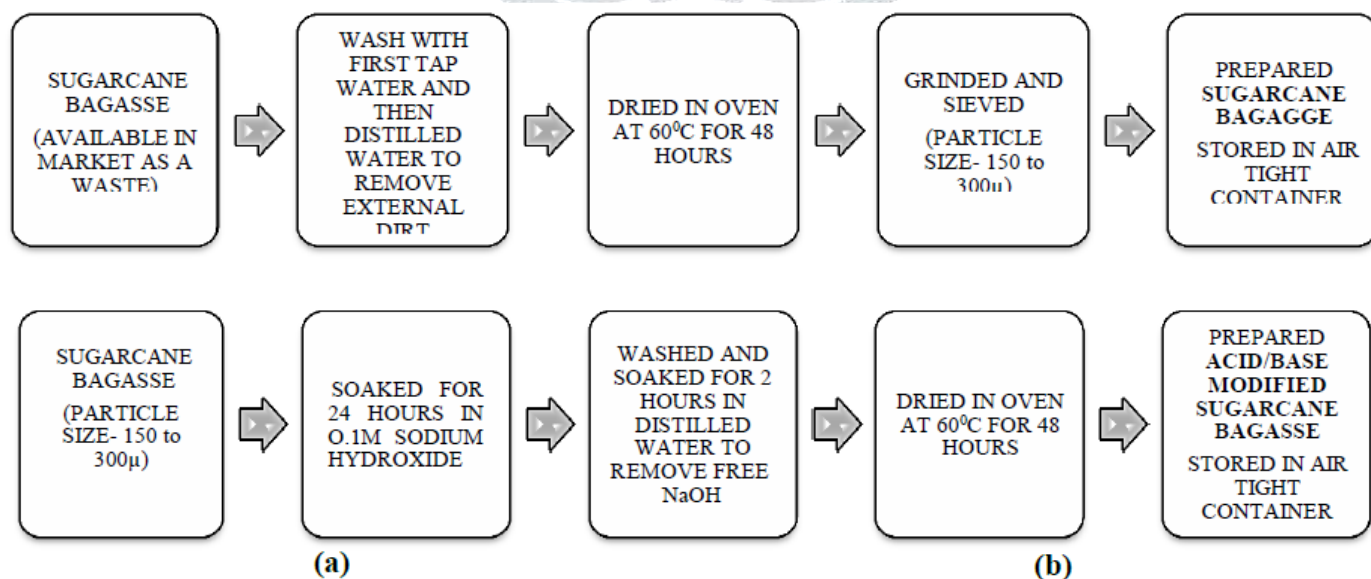 SUGARCANE
BAGASSE
(AVAILABLE IN
MARKET AS A
WASTE)
WASH WITH
FIRST TAP
WATER AND
THEN
DISTILLED
WATER TO
REMOVE
EXTERNAL
DIRT
DRIED IN OVEN
AT 60⁰C FOR 48
HOURS
GRINDED AND
SIEVED
(PARTICLE
SIZE- 150 to
300µ)
PREPARED
SUGARCANE
BAGAGGE
STORED IN AIR
TIGHT
CONTAINER
SUGARCANE
BAGASSE
(PARTICLE
SIZE- 150 to
300µ)
SOAKED FOR
24 HOURS IN
O.1M SODIUM
HYDROXIDE
WASHED AND
SOAKED FOR 2
HOURS IN
DISTILLED
WATER TO
REMOVE FREE
NaOH
DRIED IN OVEN
AT 60⁰C FOR 48
HOURS
PREPARED
ACID/BASE
MODIFIED
SUGARCANE
BAGASSE
STORED IN AIR
TIGHT
CONTAINER
(a)
(b)